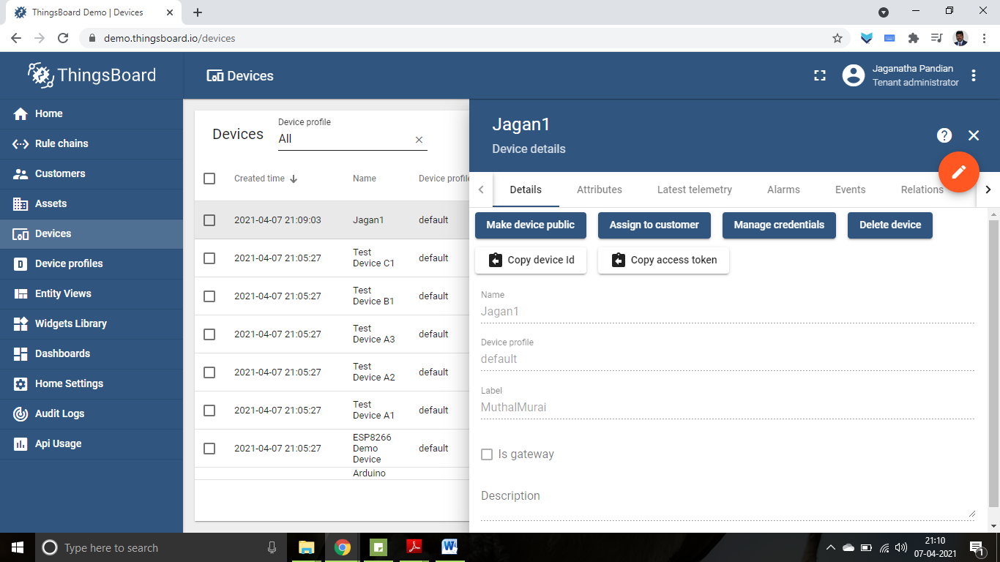 ThingsBoard Demo | Devices
demo.thingsboard.io/devices
ThingsBoard
Devices
Jaganatha Pandian
Tenant administrator
Home
Rule chains
Customers
Assets
Devices
Device profiles
Entity Views
Widgets Library
Dashboards
Home Settings
Audit Logs
Api Usage
Devices
Device profile
All
Created time Name Device profile
2021-04-07 21:09:03 Jagan1 default
2021-04-07 21:05:27 Test Device C1 default
2021-04-07 21:05:27 Test Device B1 default
2021-04-07 21:05:27 Test Device A3 default
2021-04-07 21:05:27 Test Device A2 default
2021-04-07 21:05:27 Test Device A1 default
2021-04-07 21:05:27 ESP8266 Demo Device default
Arduino
Jagan1
Device details
Details Attributes Latest telemetry Alarms Events Relations
Make device public Assign to customer Manage credentials Delete device
Copy device Id Copy access token
Name
Jagan1
Device profile
default
Label
MuthalMurai
Is gateway
Description
Type here to search
21:10
07-04-2021
1